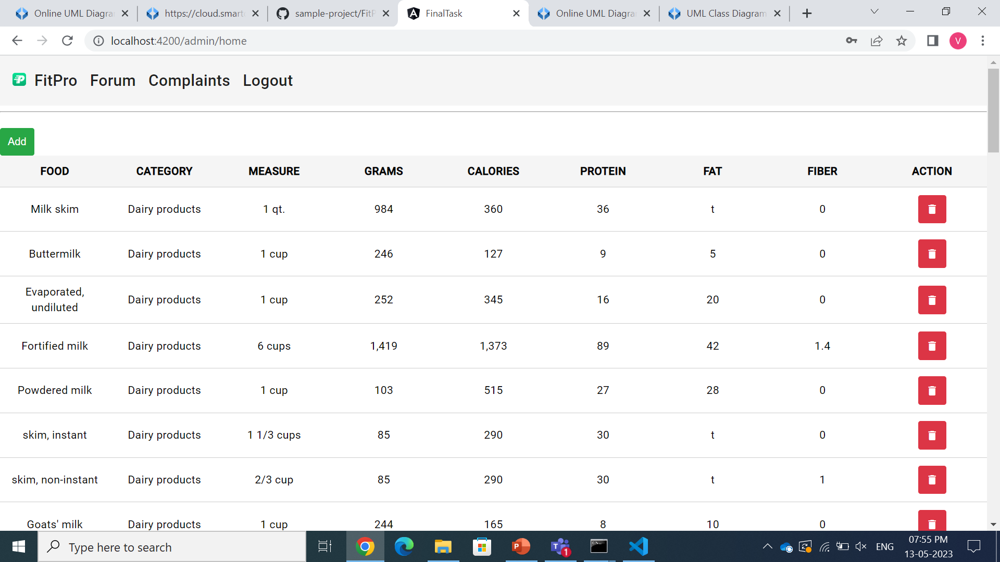 Online UML Diagra
https://cloud.smart
sample-project/FitP
FinalTask
Online UML Diagra
UML Class Diagram
localhost:4200/admin/home
V
FitPro Forum Complaints Logout
Add
FOOD CATEGORY MEASURE GRAMS CALORIES PROTEIN FAT FIBER ACTION
Milk skim Dairy products 1 qt. 984 360 36 t 0
Buttermilk Dairy products 1 cup 246 127 9 5 0
Evaporated,
undiluted Dairy products 1 cup 252 345 16 20 0
Fortified milk Dairy products 6 cups 1,419 1,373 89 42 1.4
Powdered milk Dairy products 1 cup 103 515 27 28 0
skim, instant Dairy products 1 1/3 cups 85 290 30 t 0
skim, non-instant Dairy products 2/3 cup 85 290 30 t 1
Goats' milk Dairy products 1 cup 244 165 8 10 0
Type here to search
1
ENG
07:55 PM
13-05-2023